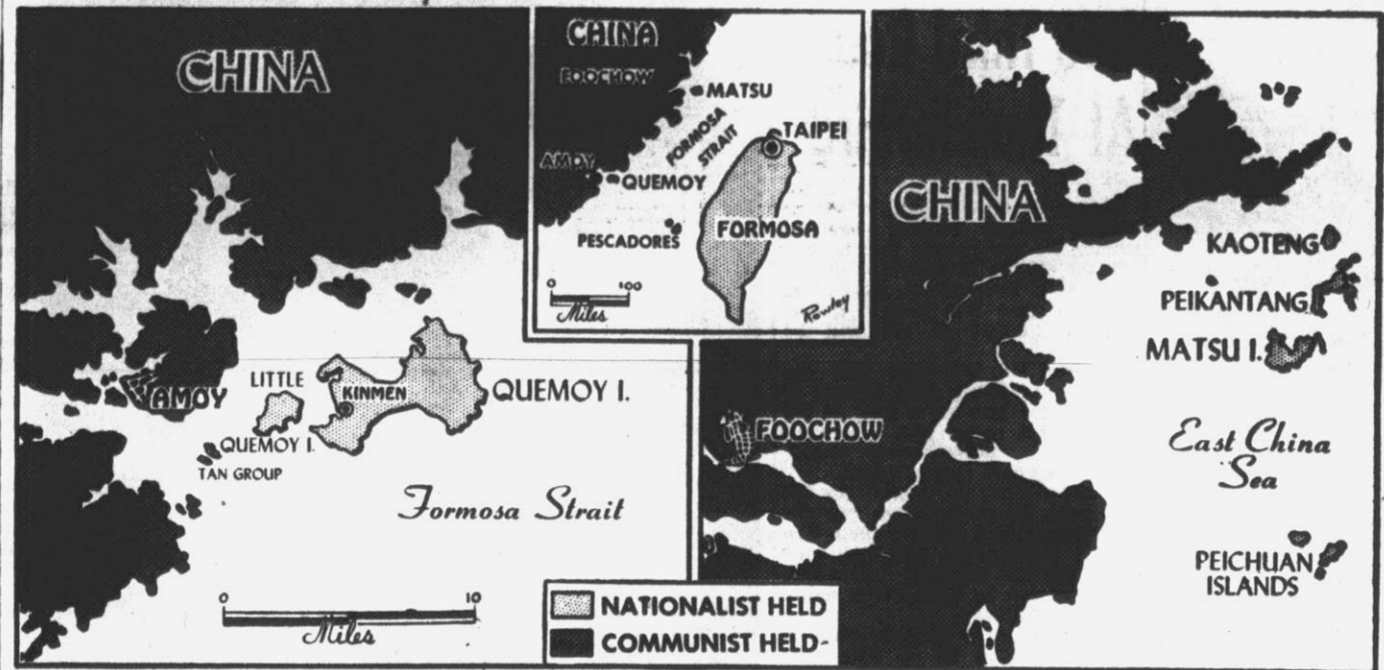 CHINA
LITTLE
KINMEN
QUEMOY I.
AMOY
QUEMOY I.
TAN GROUP
Formosa Strait
0 10
Miles
CHINA
FOOCHOW
MATSU
FORMOSA
STRAIT
TAIPEI
AMOY
QUEMOY
PESCADORES
FORMOSA
0 100
Miles
Rowley
NATIONALIST HELD
COMMUNIST HELD
CHINA
KAOTENG
PEIKANTANG
MATSU I.
FOOCHOW
East China
Sea
PEICHUAN
ISLANDS